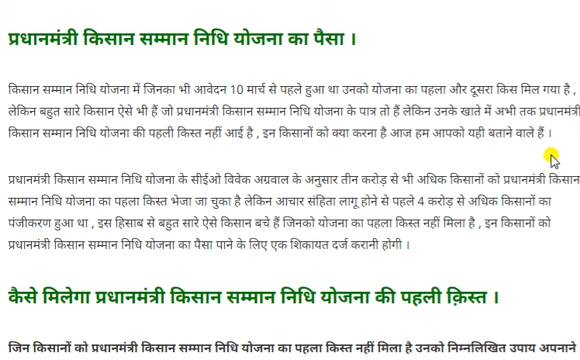 प्रधानमंत्री किसान सम्मान निधि योजना का पैसा ।
किसान सम्मान निधि योजना में जिनका भी आवेदन 10 मार्च से पहले हुआ था उनको योजना का पहला और दूसरा किस मिल गया है ,
लेकिन बहुत सारे किसान ऐसे भी हैं जो प्रधानमंत्री किसान सम्मान निधि योजना के पात्र तो हैं लेकिन उनके खाते में अभी तक प्रधानमंत्री
किसान सम्मान निधि योजना की पहली किस्त नहीं आई है , इन किसानों को क्या करना है आज हम आपको यही बताने वाले हैं ।
प्रधानमंत्री किसान सम्मान निधि योजना के सीईओ विवेक अग्रवाल के अनुसार तीन करोड़ से भी अधिक किसानों को प्रधानमंत्री किसान
सम्मान निधि योजना का पहला किस्त भेजा जा चुका है लेकिन आचार संहिता लागू होने से पहले 4 करोड़ से अधिक किसानों का
पंजीकरण हुआ था , इस हिसाब से बहुत सारे ऐसे किसान बचे हैं जिनको योजना का पहला किस्त नहीं मिला है , इन किसानों को
प्रधानमंत्री किसान सम्मान निधि योजना का पैसा पाने के लिए एक शिकायत दर्ज करानी होगी ।
कैसे मिलेगा प्रधानमंत्री किसान सम्मान निधि योजना की पहली क़िस्त ।
जिन किसानों को प्रधानमंत्री किसान सम्मान निधि योजना का पहला किस्त नहीं मिला है उनको निम्नलिखित उपाय अपनाने